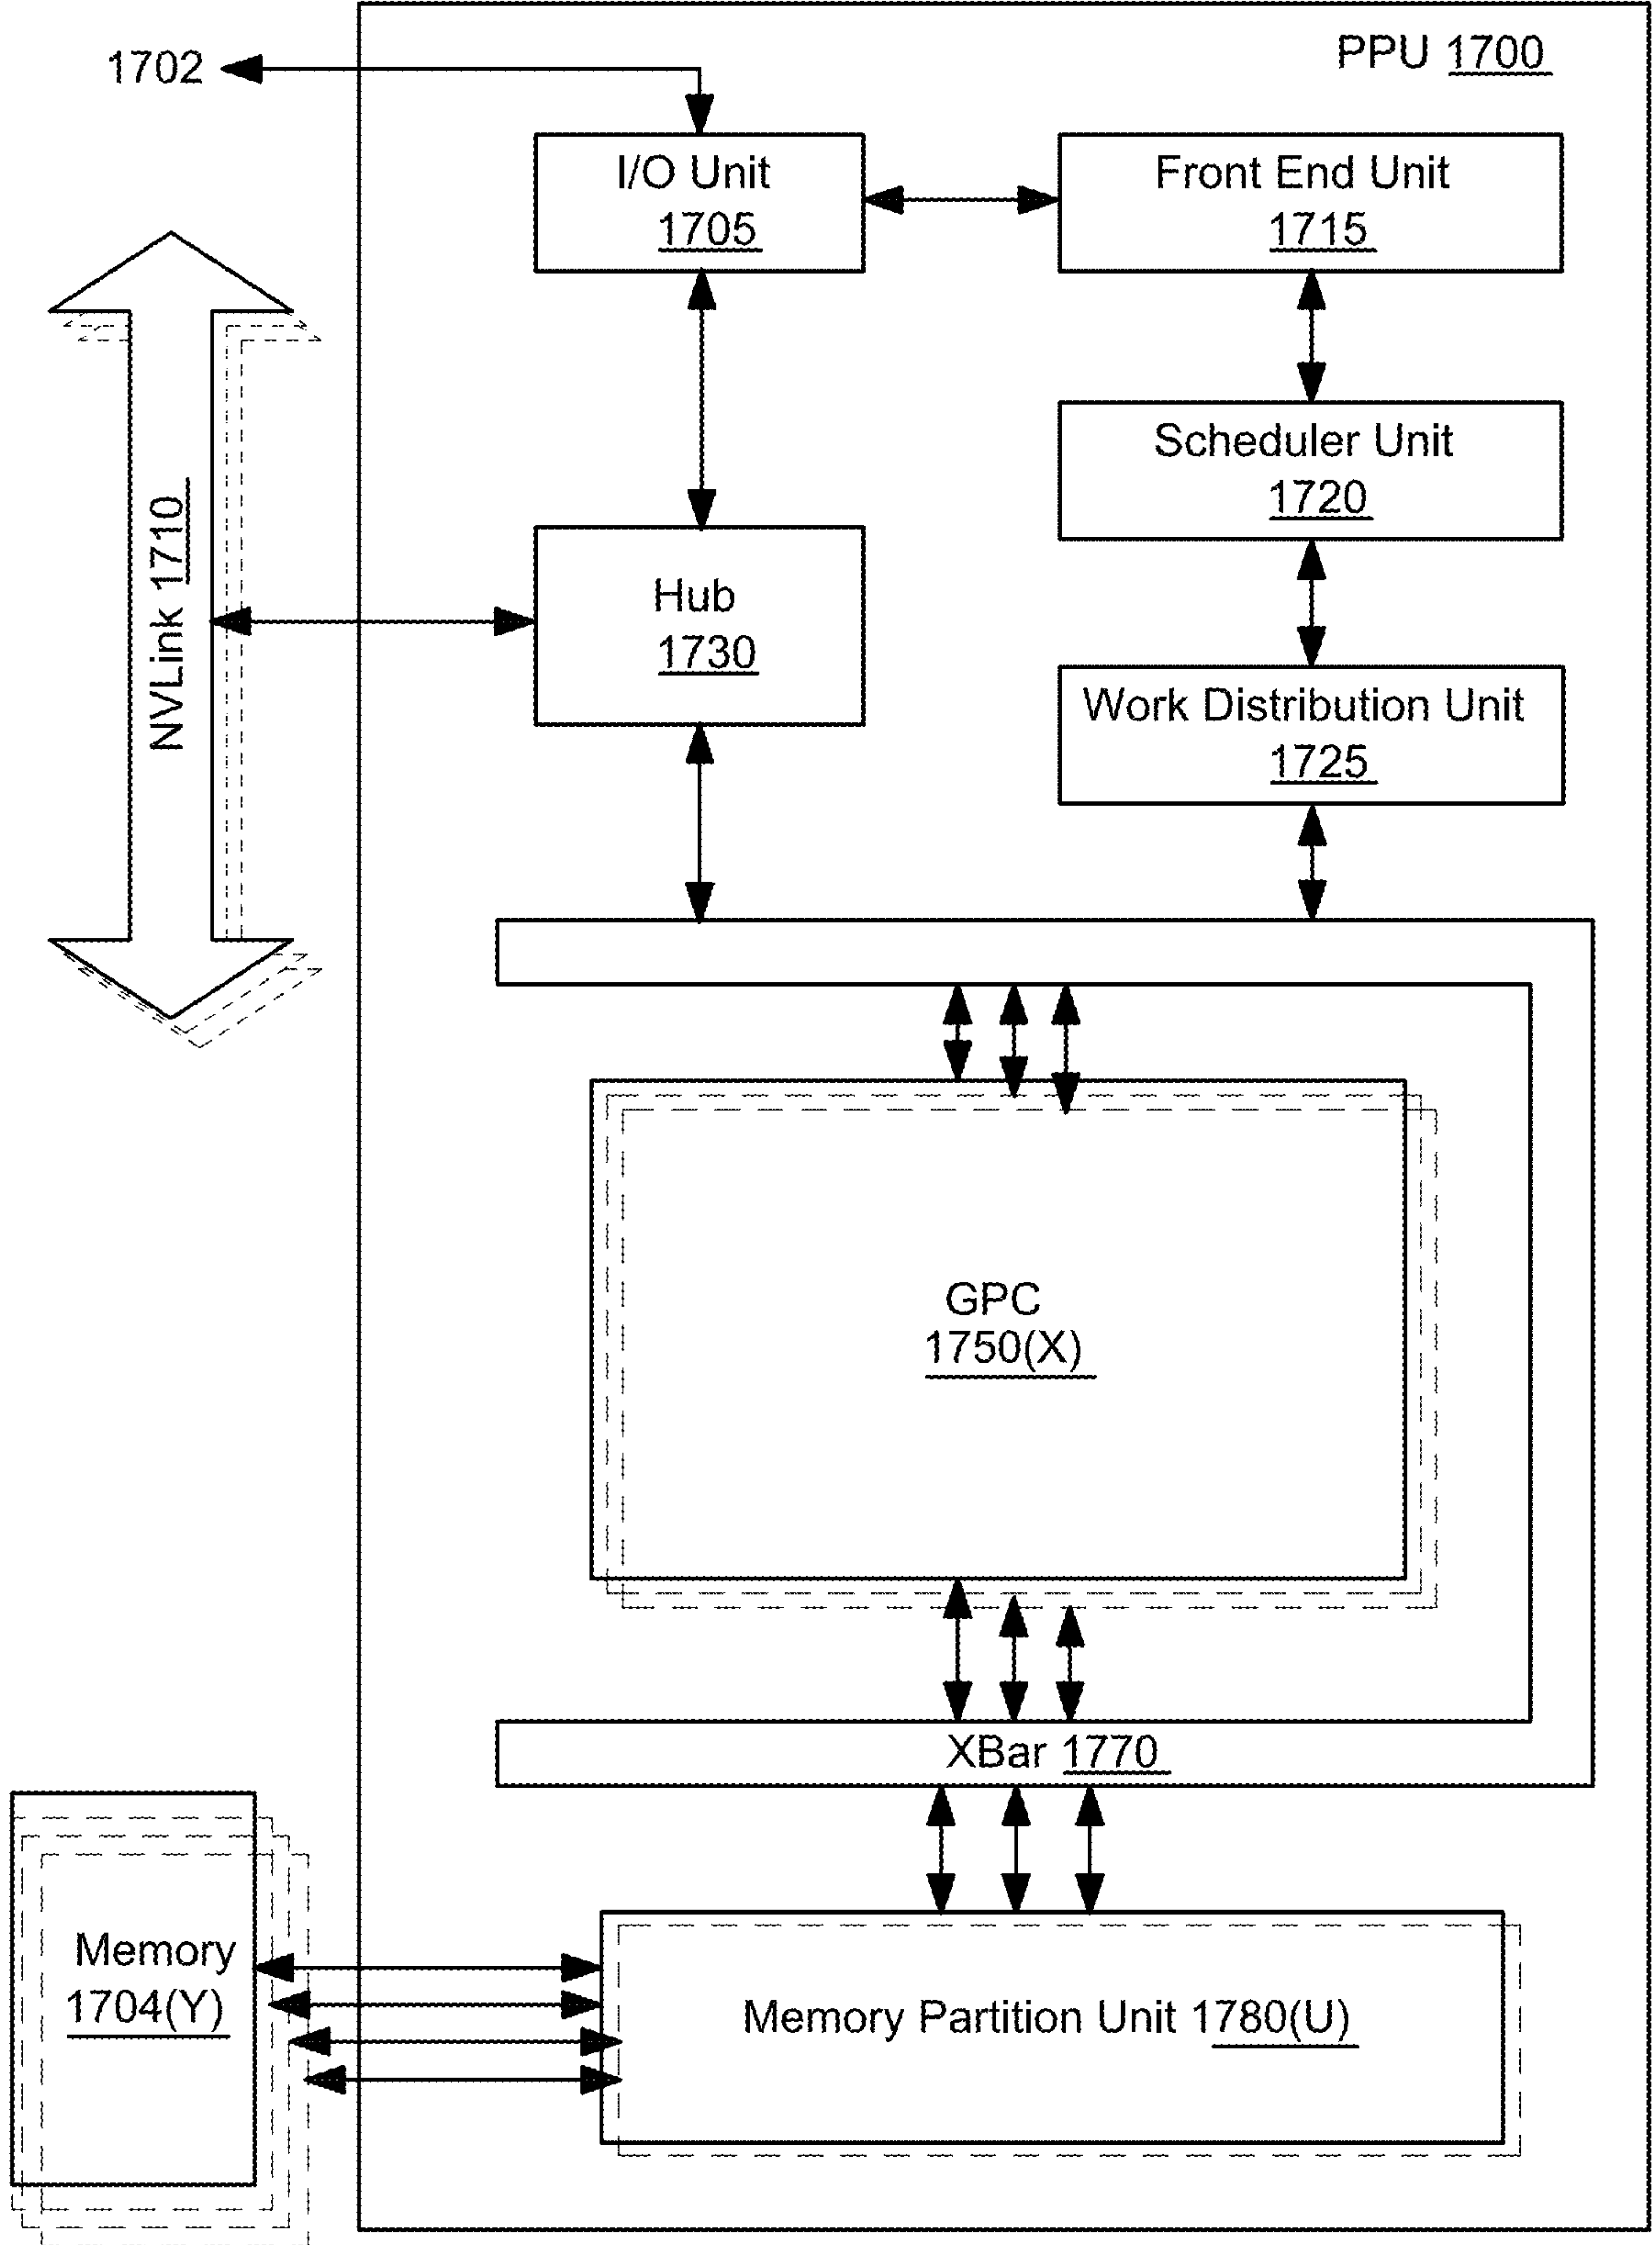 PPU 1700
1702
I/O Unit
1705
Front End Unit
1715
Scheduler Unit
1720
NVLink 1710
Hub
1730
Work Distribution Unit
1725
GPC
1750(X)
XBar 1770
Memory
1704(Y)
Memory Partition Unit 1780(U)